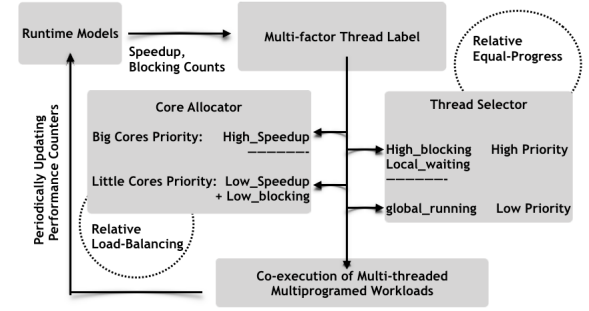 Runtime Models
Speedup,
Blocking Counts
Multi-factor Thread Label
Relative
Equal-Progress
Core Allocator
Big Cores Priority: High_Speedup
Little Cores Priority: Low_Speedup
+ Low_blocking
Thread Selector
High_blocking High Priority
Local_waiting
global_running Low Priority
Relative
Load-Balancing
Periodically Updating
Performance Counters
Co-execution of Multi-threaded
Multiprogramed Workloads